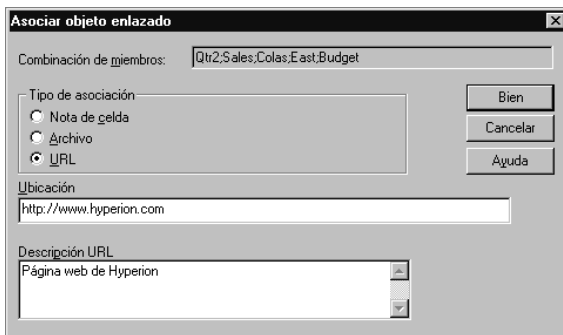 Asociar objeto enlazado
Combinación de miembros: Qtr2;Sales;Colas;East;Budget
Tipo de asociación
Nota de celda
Archivo
URL
Bien
Cancelar
Ayuda
Ubicación
http://www.hyperion.com
Descripción URL
Página web de Hyperion